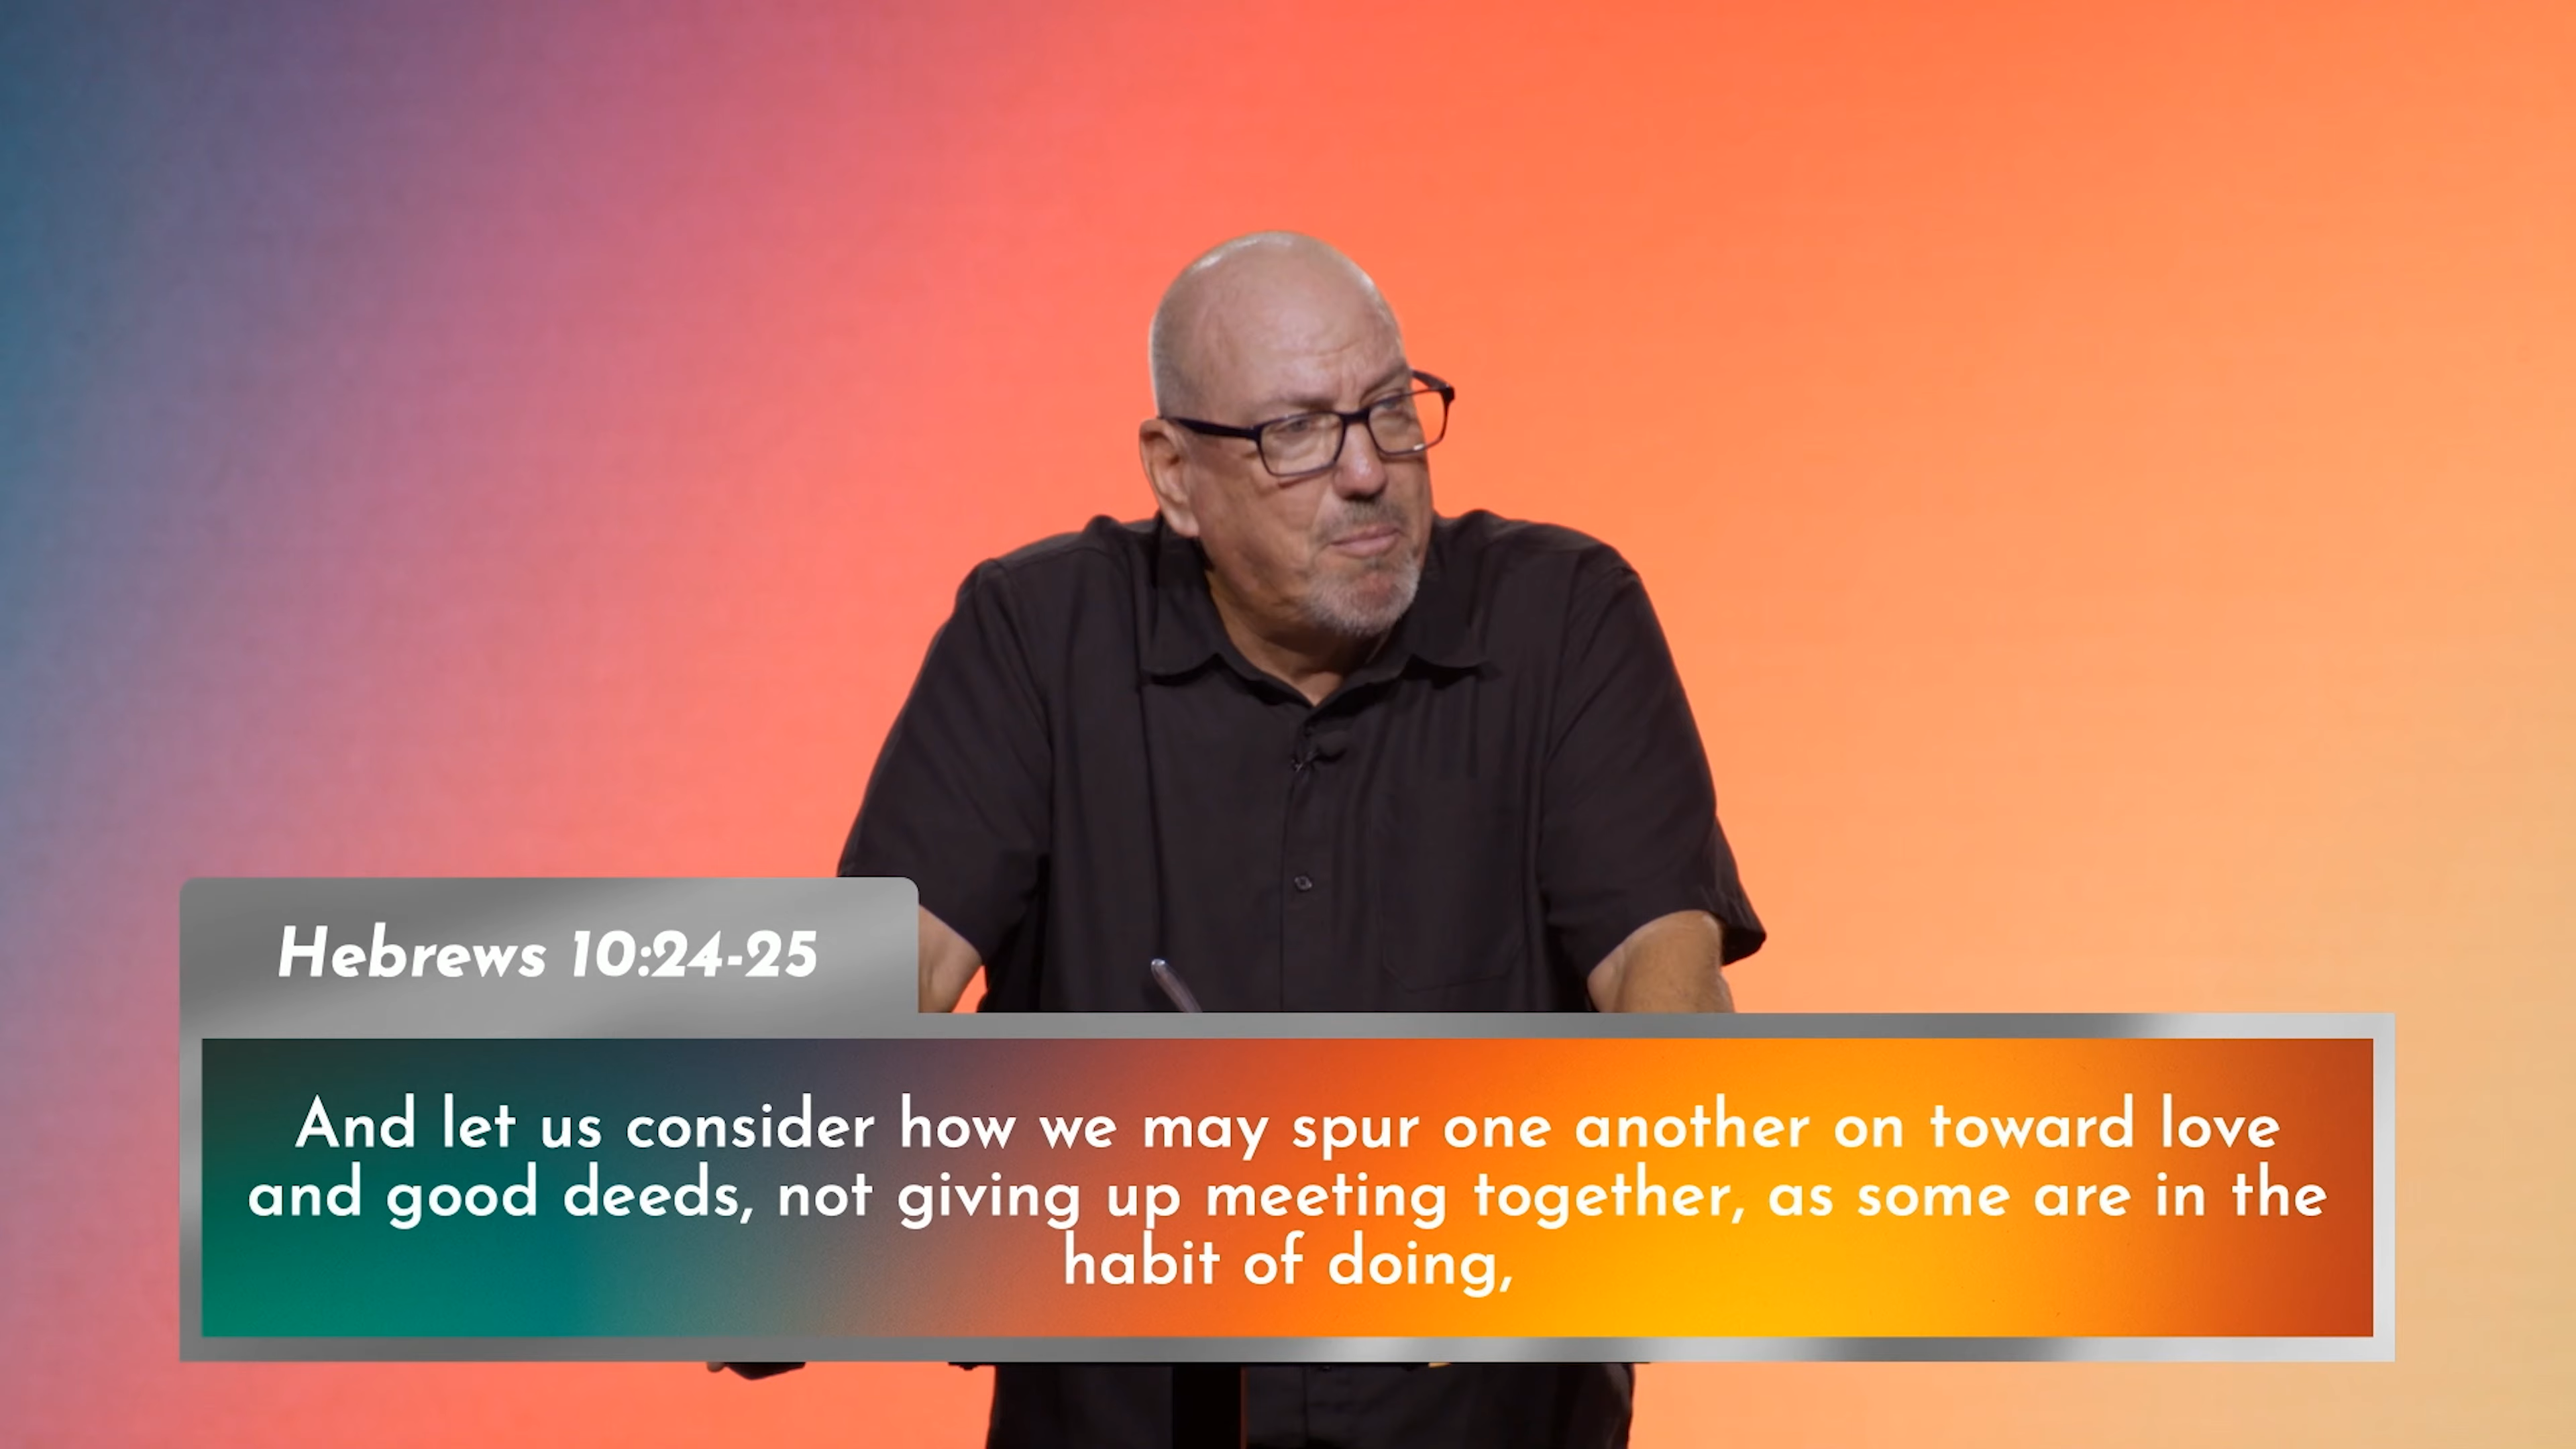 Hebrews 10:24-25
And let us consider how we may spur one another on toward love
and good deeds, not giving up meeting together, as some are in the
habit of doing,